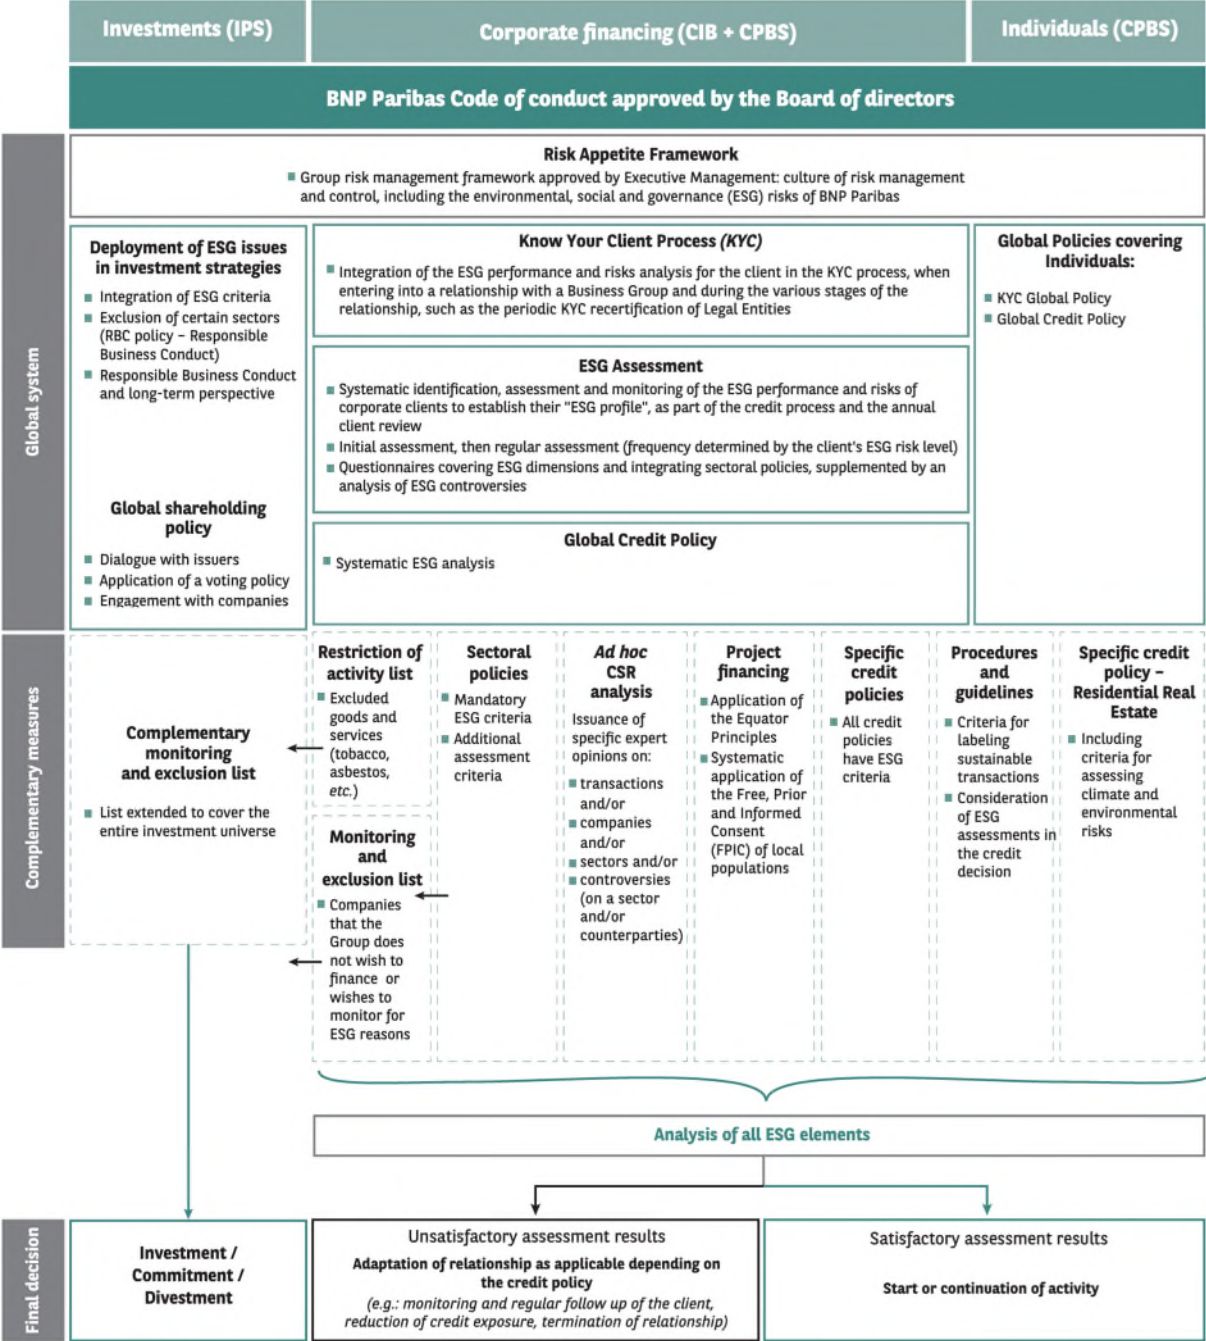 Investments (IPS)
Corporate financing (CIB + CPBS)
Individuals (CPBS)
BNP Paribas Code of conduct approved by the Board of directors
Global system
Risk Appetite Framework
Group risk management framework approved by Executive Management: culture of risk management
and control, including the environmental, social and governance (ESG) risks of BNP Paribas
Deployment of ESG issues
in investment strategies
Integration of ESG criteria
Exclusion of certain sectors
(RBC policy – Responsible
Business Conduct)
Responsible Business Conduct
and long-term perspective
Global shareholding
policy
Dialogue with issuers
Application of a voting policy
Engagement with companies
Know Your Client Process (KYC)
Integration of the ESG performance and risks analysis for the client in the KYC process, when
entering into a relationship with a Business Group and during the various stages of the
relationship, such as the periodic KYC recertification of Legal Entities
ESG Assessment
Systematic identification, assessment and monitoring of the ESG performance and risks of
corporate clients to establish their "ESG profile", as part of the credit process and the annual
client review
Initial assessment, then regular assessment (frequency determined by the client's ESG risk level)
Questionnaires covering ESG dimensions and integrating sectoral policies, supplemented by an
analysis of ESG controversies
Global Credit Policy
Systematic ESG analysis
Global Policies covering
Individuals:
KYC Global Policy
Global Credit Policy
Complementary measures
Complementary
monitoring
and exclusion list
List extended to cover the
entire investment universe
Restriction of
activity list
Excluded
goods and
services
(tobacco,
asbestos,
etc.)
Monitoring
and
exclusion list
Companies
that the
Group does
not wish to
finance or
wishes to
monitor for
ESG reasons
Sectoral
policies
Mandatory
ESG criteria
Additional
assessment
criteria
Ad hoc
CSR
analysis
Issuance of
specific expert
opinions on:
transactions
and/or
companies
and/or
sectors and/or
controversies
(on a sector
and/or
counterparties)
Project
financing
Application of
the Equator
Principles
Systematic
application of
the Free, Prior
and Informed
Consent
(FPIC) of local
populations
Specific
credit
policies
All credit
policies
have ESG
criteria
Procedures
and
guidelines
Criteria for
labeling
sustainable
transactions
Consideration
of ESG
assessments in
the credit
decision
Specific credit
policy –
Residential Real
Estate
Including
criteria for
assessing
climate and
environmental
risks
Analysis of all ESG elements
Final decision
Investment /
Commitment /
Divestment
Unsatisfactory assessment results
Adaptation of relationship as applicable depending on
the credit policy
(e.g.: monitoring and regular follow up of the client,
reduction of credit exposure, termination of relationship)
Satisfactory assessment results
Start or continuation of activity